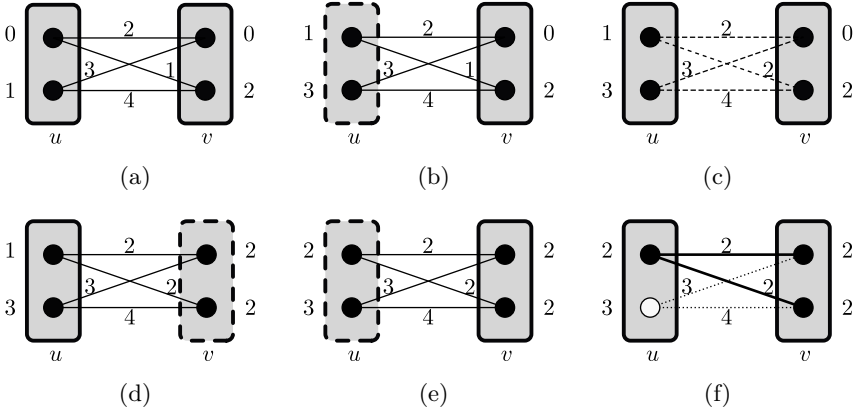 0 2 0 1 2 0 1 2 0
3 1 3 1 3 2
1 4 2 3 4 2 3 4 2
u v u v u v
(a) (b) (c)
1 2 2 2 2 2 2 2 2
3 2 3 2 3 2
3 4 2 3 4 2 3 4 2
u v u v u v
(d) (e) (f)